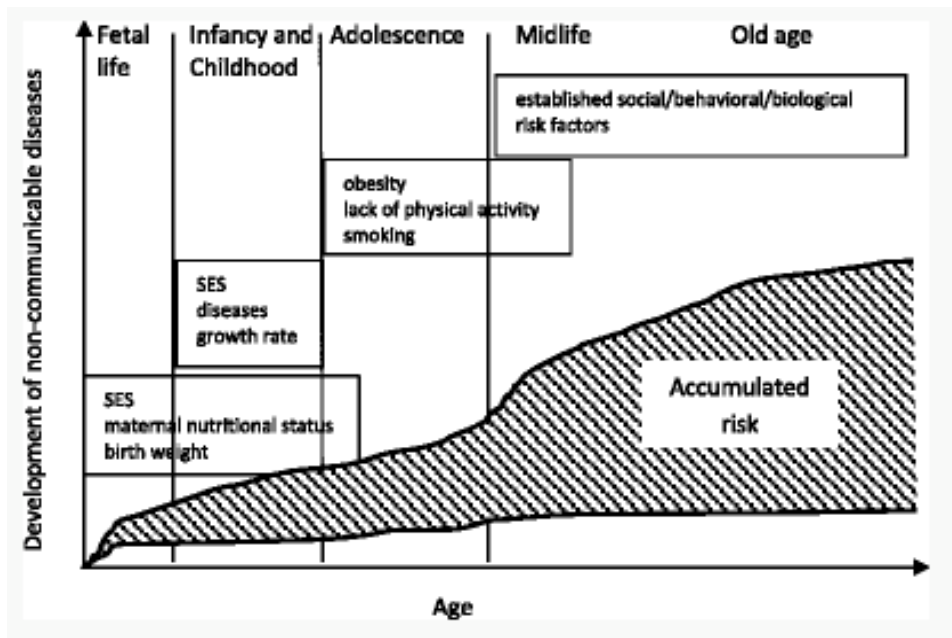 Fetal life
Infancy and Childhood
Adolescence
Midlife
Old age
established social/behavioral/biological
risk factors
obesity
lack of physical activity
smoking
SES
diseases
growth rate
SES
maternal nutritional status
birth weight
Accumulated
risk
Development of non-communicable diseases
Age